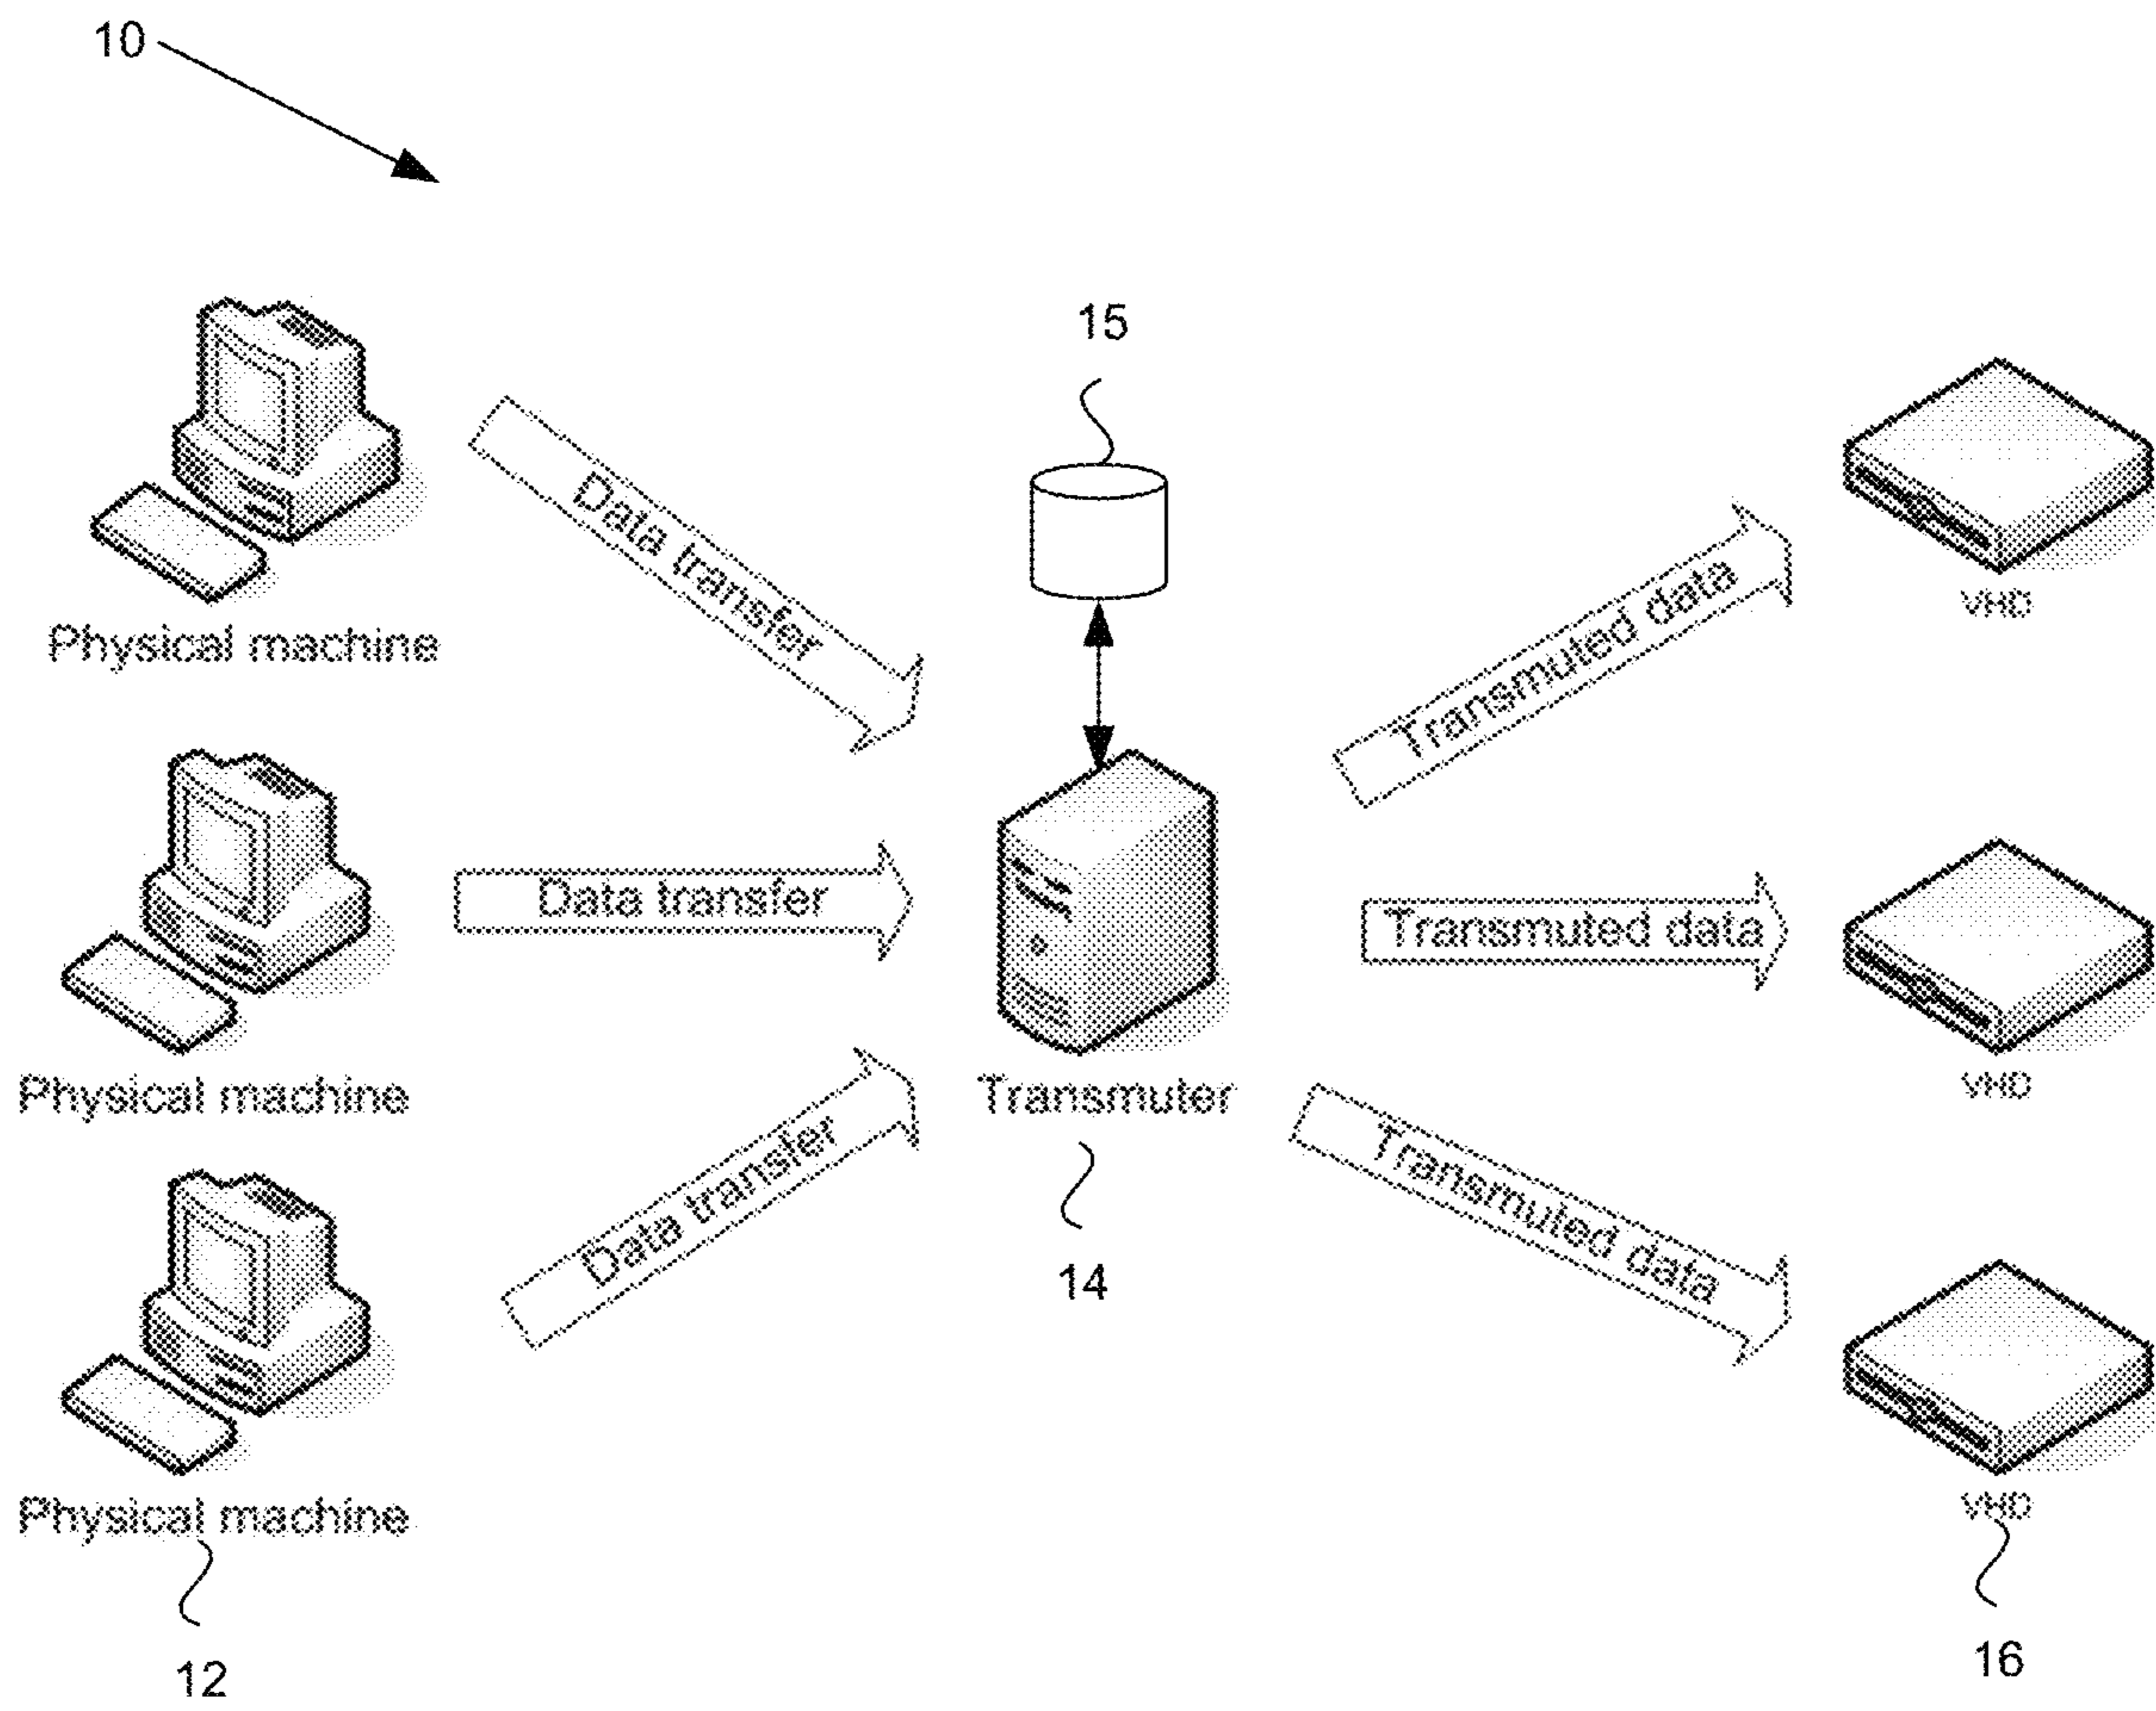 10
15
Data transfer
Transmuted data
VHD
Physical machine
Data transfer
Transmuted data
Physical machine
Transmuter
VHD
Data transfer
Transmuted data
14
Physical machine
VHD
12
16